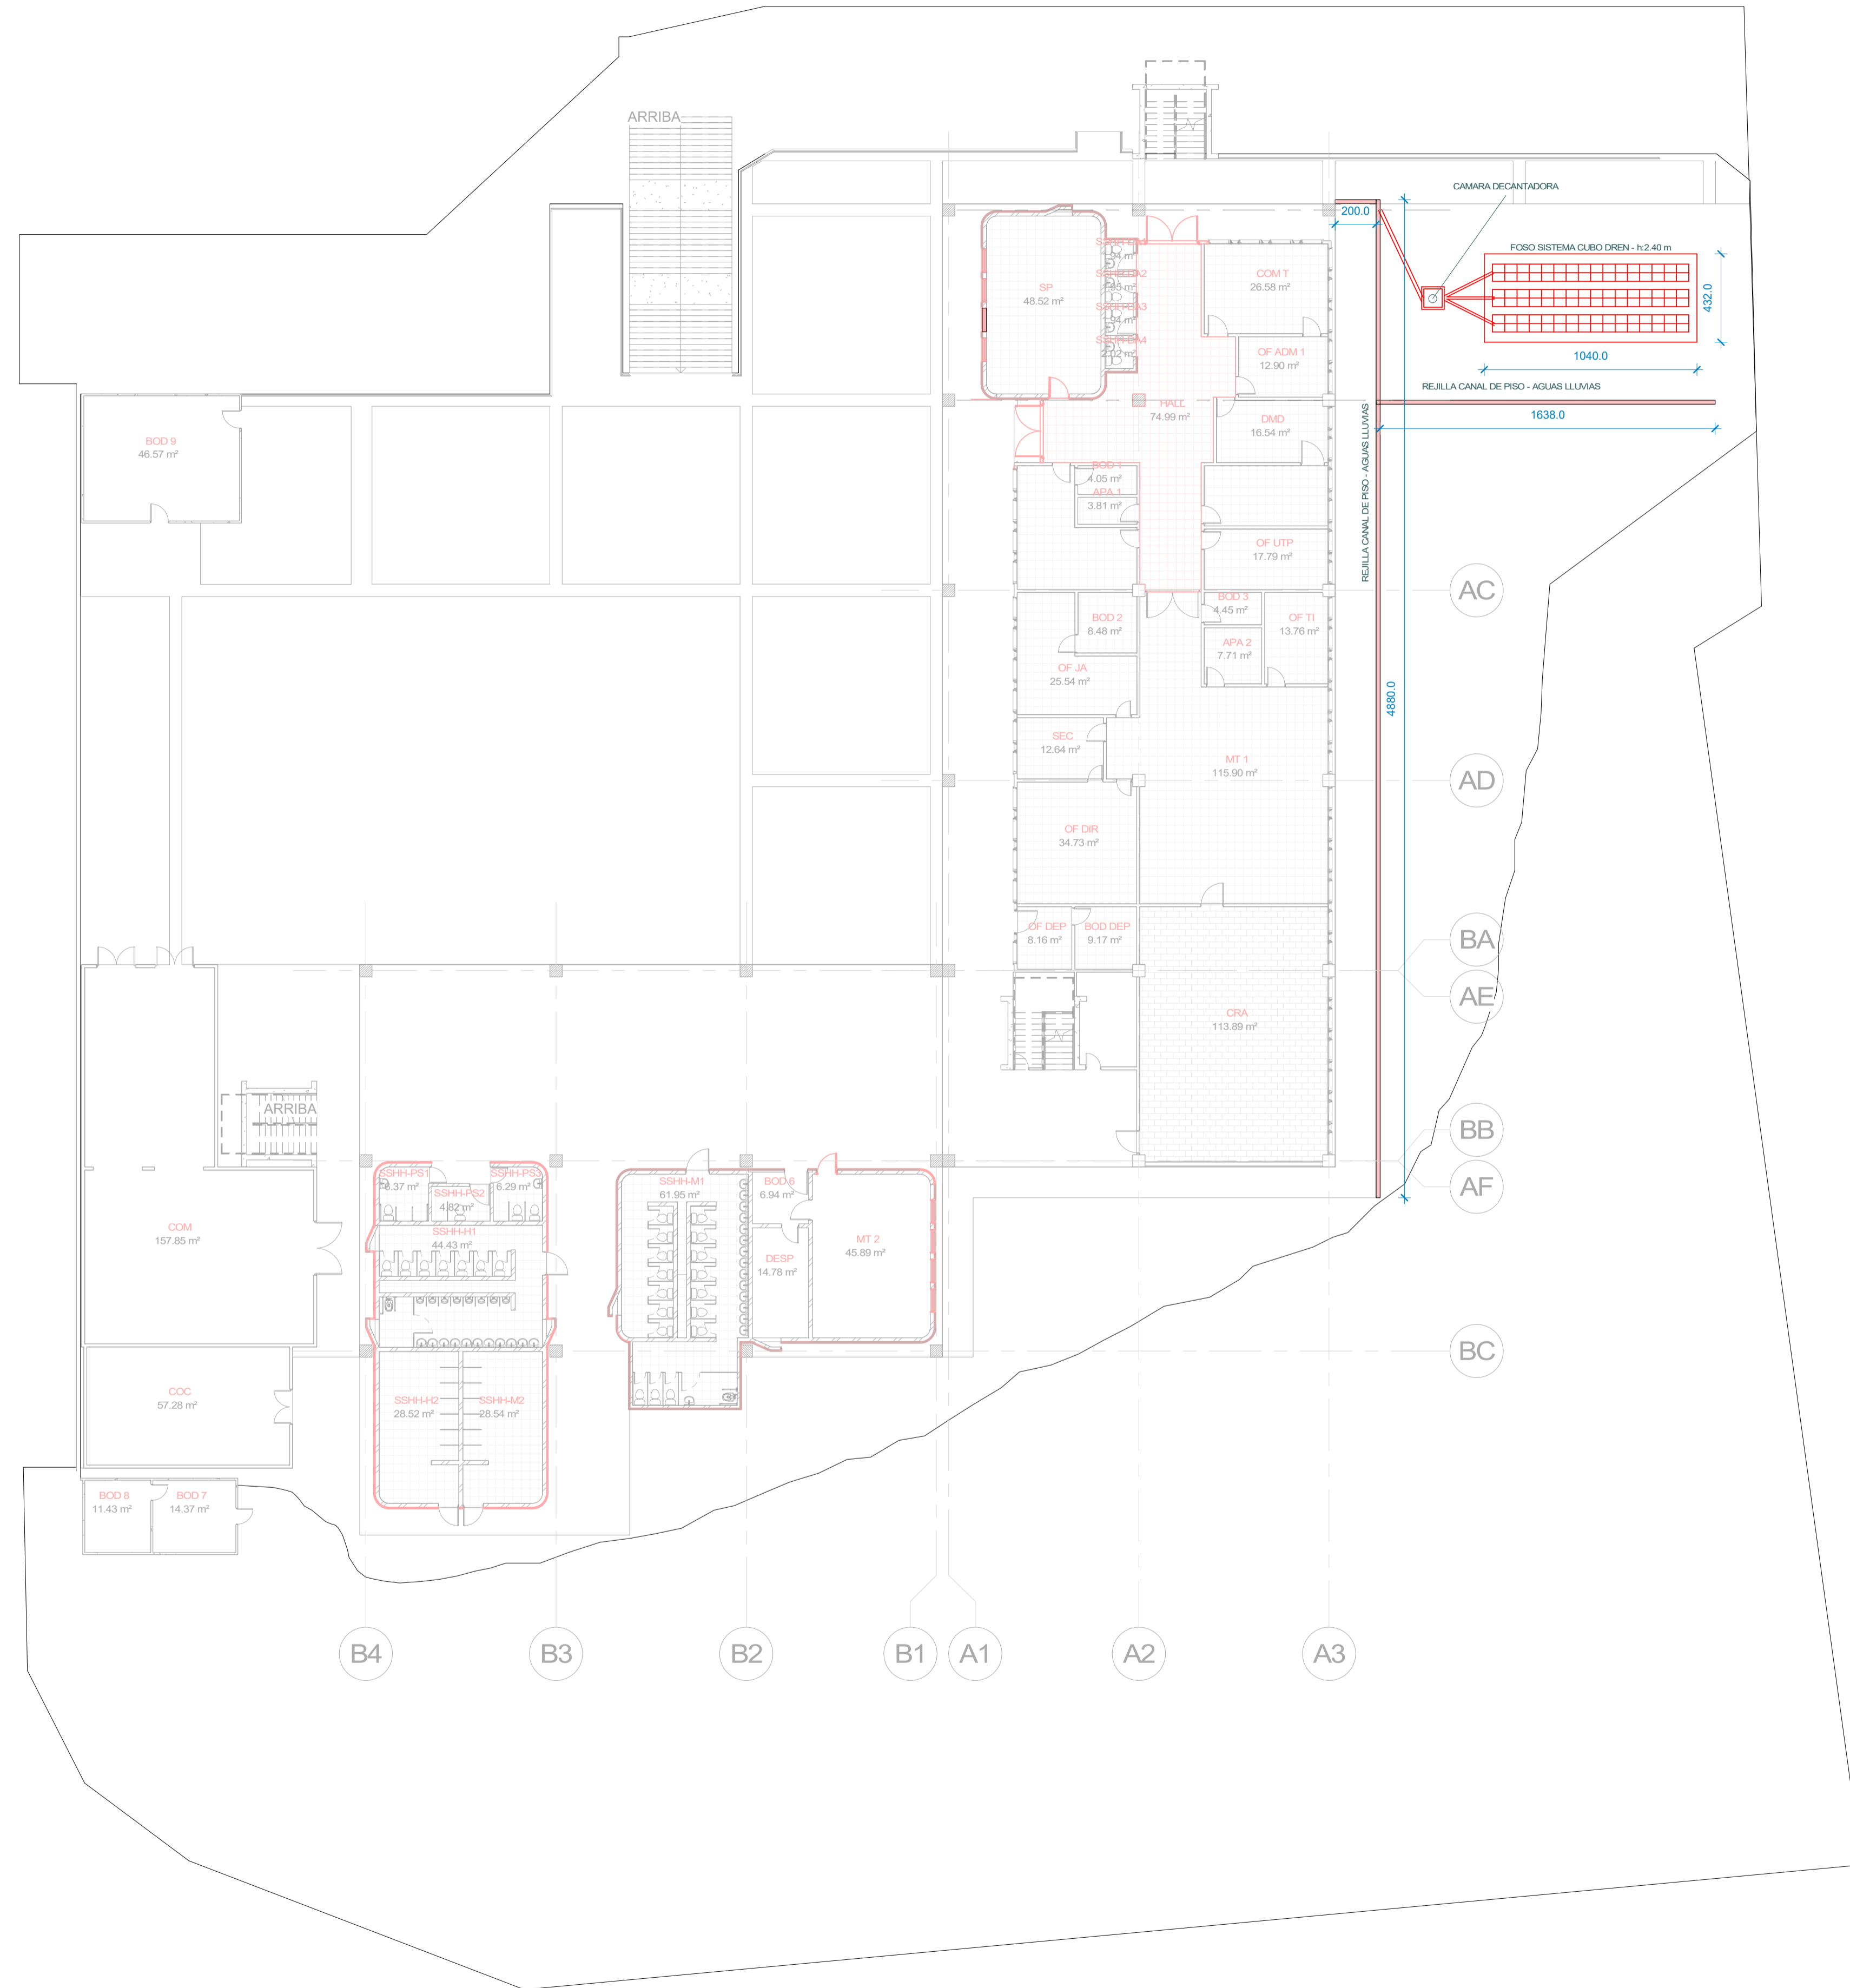 ARRIBA
CAMARA DECANTADORA
200.0
FOSO SISTEMA CUBO DREN - h:2.40 m
432.0
1040.0
REJILLA CANAL DE PISO - AGUAS LLUVIAS
1638.0
REJILLA CANAL DE PISO - AGUAS LLUVIAS
4880.0
SP
48.52 m²
COM T
26.58 m²
OF ADM 1
12.90 m²
HALL
74.99 m²
DMD
16.54 m²
BOD 9
46.57 m²
BOD 1
4.05 m²
APA 1
3.81 m²
OF UTP
17.79 m²
BOD 2
8.48 m²
BOD 3
4.45 m²
OF TI
13.76 m²
APA 2
7.71 m²
OF JA
25.54 m²
SEC
12.64 m²
MT 1
115.90 m²
OF DIR
34.73 m²
OF DEP
8.16 m²
BOD DEP
9.17 m²
CRA
113.89 m²
AC
AD
BA
AE
BB
AF
BC
ARRIBA
SSHH-PS1
6.37 m²
SSHH-PS2
4.82 m²
SSHH-PS3
6.29 m²
SSHH-H1
44.43 m²
SSHH-M1
61.95 m²
BOD 6
6.94 m²
DESP
14.78 m²
MT 2
45.89 m²
COM
157.85 m²
COC
57.28 m²
SSHH-H2
28.52 m²
SSHH-M2
28.54 m²
BOD 8
11.43 m²
BOD 7
14.37 m²
B4
B3
B2
B1
A1
A2
A3